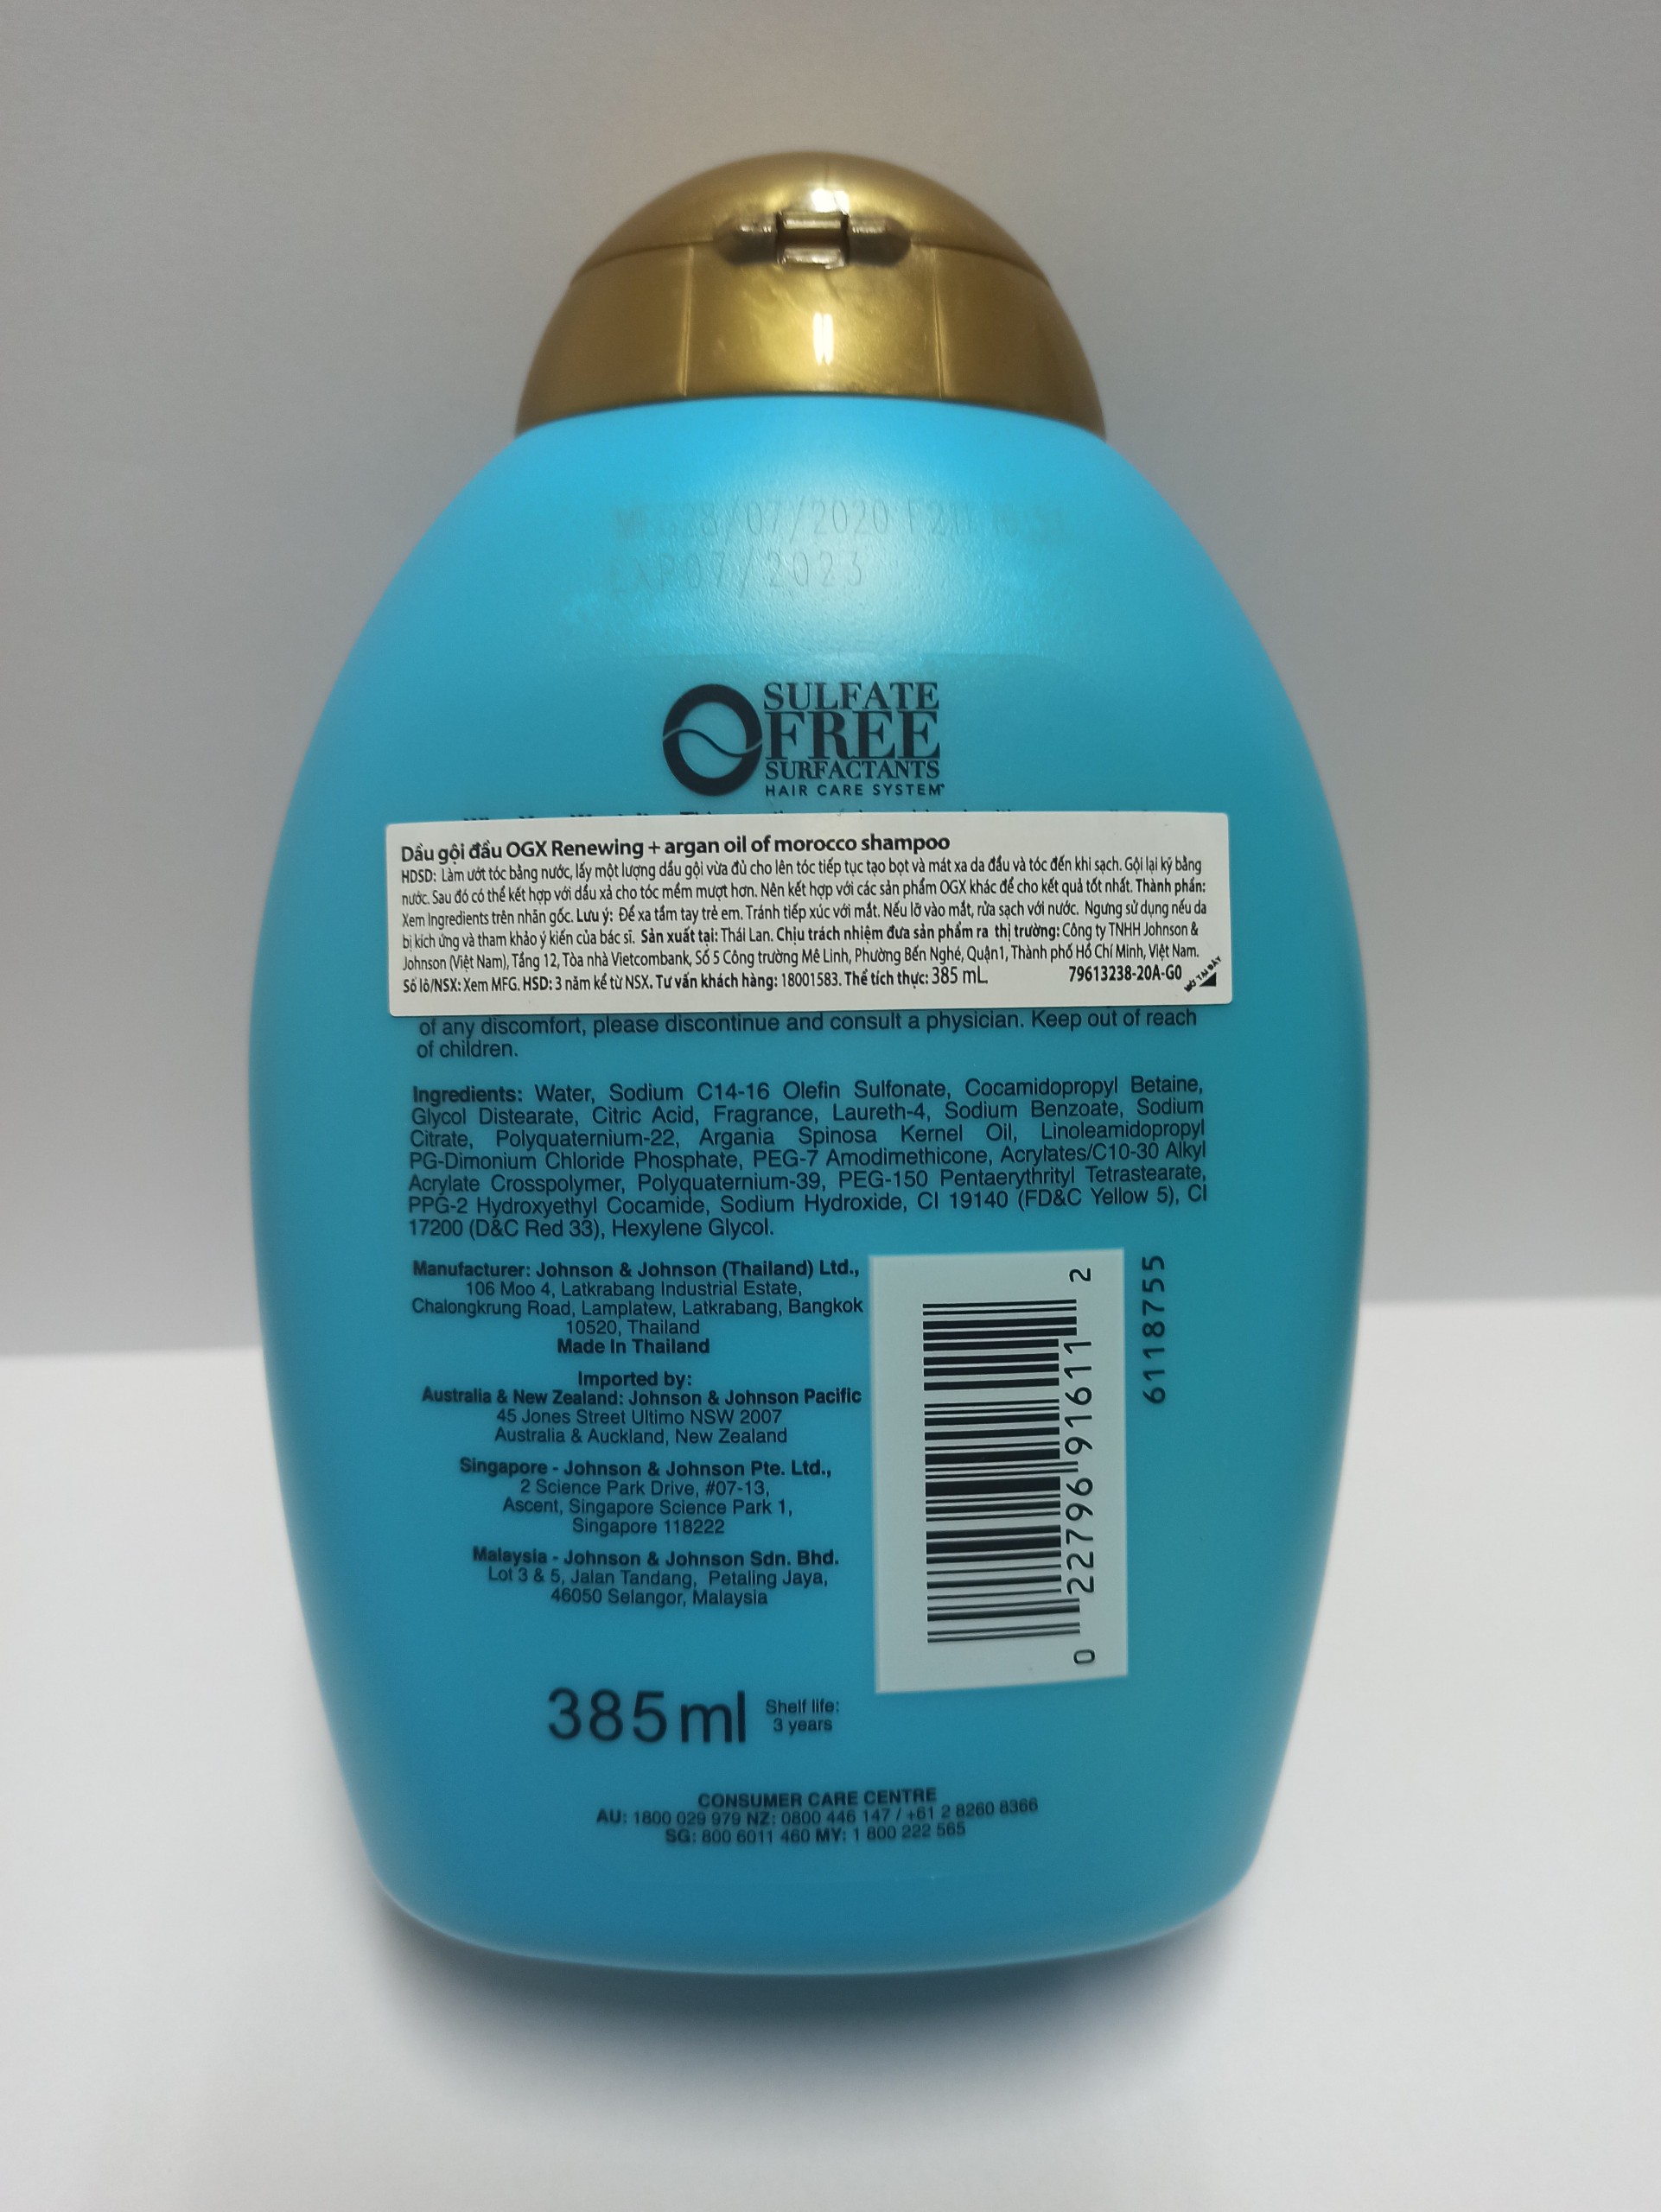 28/07/2020
EXP07/2023
SULFATE
FREE
SURFACTANTS
HAIR CARE SYSTEM
Dầu gội đầu OGX Renewing + argan oil of morocco shampoo
HDSD: Làm ướt tóc bằng nước, lấy một lượng dầu gội vừa đủ cho lên tóc tiếp tục tạo bọt và mát xa da đầu và tóc đến khi sạch. Gội lại kỹ bằng
nước. Sau đó có thể kết hợp với dầu xả cho tóc mềm mượt hơn. Nên kết hợp với các sản phẩm OGX khác để cho kết quả tốt nhất. Thành phần:
Xem Ingredients trên nhãn gốc. Lưu ý: Để xa tầm tay trẻ em. Tránh tiếp xúc với mắt. Nếu lỡ vào mắt, rửa sạch với nước. Ngưng sử dụng nếu da
bị kích ứng và tham khảo ý kiến của bác sĩ. Sản xuất tại: Thái Lan. Chịu trách nhiệm đưa sản phẩm ra thị trường: Công ty TNHH Johnson &
Johnson (Việt Nam), Tầng 12, Tòa nhà Vietcombank, Số 5 Công trường Mê Linh, Phường Bến Nghé, Quận1, Thành phố Hồ Chí Minh, Việt Nam.
Số lô/NSX: Xem MFG. HSD: 3 năm kể từ NSX. Tư vấn khách hàng: 18001583. Thể tích thực: 385 mL 79613238-20A-G0
MỞ TẠI ĐÂY
of any discomfort, please discontinue and consult a physician. Keep out of reach
of children.
Ingredients: Water, Sodium C14-16 Olefin Sulfonate, Cocamidopropyl Betaine,
Glycol Distearate, Citric Acid, Fragrance, Laureth-4, Sodium Benzoate, Sodium
Citrate, Polyquaternium-22, Argania Spinosa Kernel Oil, Linoleamidopropyl
PG-Dimonium Chloride Phosphate, PEG-7 Amodimethicone, Acrylates/C10-30 Alkyl
Acrylate Crosspolymer, Polyquaternium-39, PEG-150 Pentaerythrityl Tetrastearate,
PPG-2 Hydroxyethyl Cocamide, Sodium Hydroxide, CI 19140 (FD&C Yellow 5), CI
17200 (D&C Red 33), Hexylene Glycol.
Manufacturer: Johnson & Johnson (Thailand) Ltd.,
106 Moo 4, Latkrabang Industrial Estate,
Chalongkrung Road, Lamplatew, Latkrabang, Bangkok
10520, Thailand
Made In Thailand
Imported by:
Australia & New Zealand: Johnson & Johnson Pacific
45 Jones Street Ultimo NSW 2007
Australia & Auckland, New Zealand
Singapore - Johnson & Johnson Pte. Ltd.,
2 Science Park Drive, #07-13,
Ascent, Singapore Science Park 1,
Singapore 118222
Malaysia - Johnson & Johnson Sdn. Bhd.
Lot 3 & 5, Jalan Tandang, Petaling Jaya,
46050 Selangor, Malaysia
0 22796 91611 2
6118755
385ml
Shelf life:
3 years
CONSUMER CARE CENTRE
AU: 1800 029 979 NZ: 0800 446 147 / +61 2 8260 8366
SG: 800 6011 460 MY: 1 800 222 565